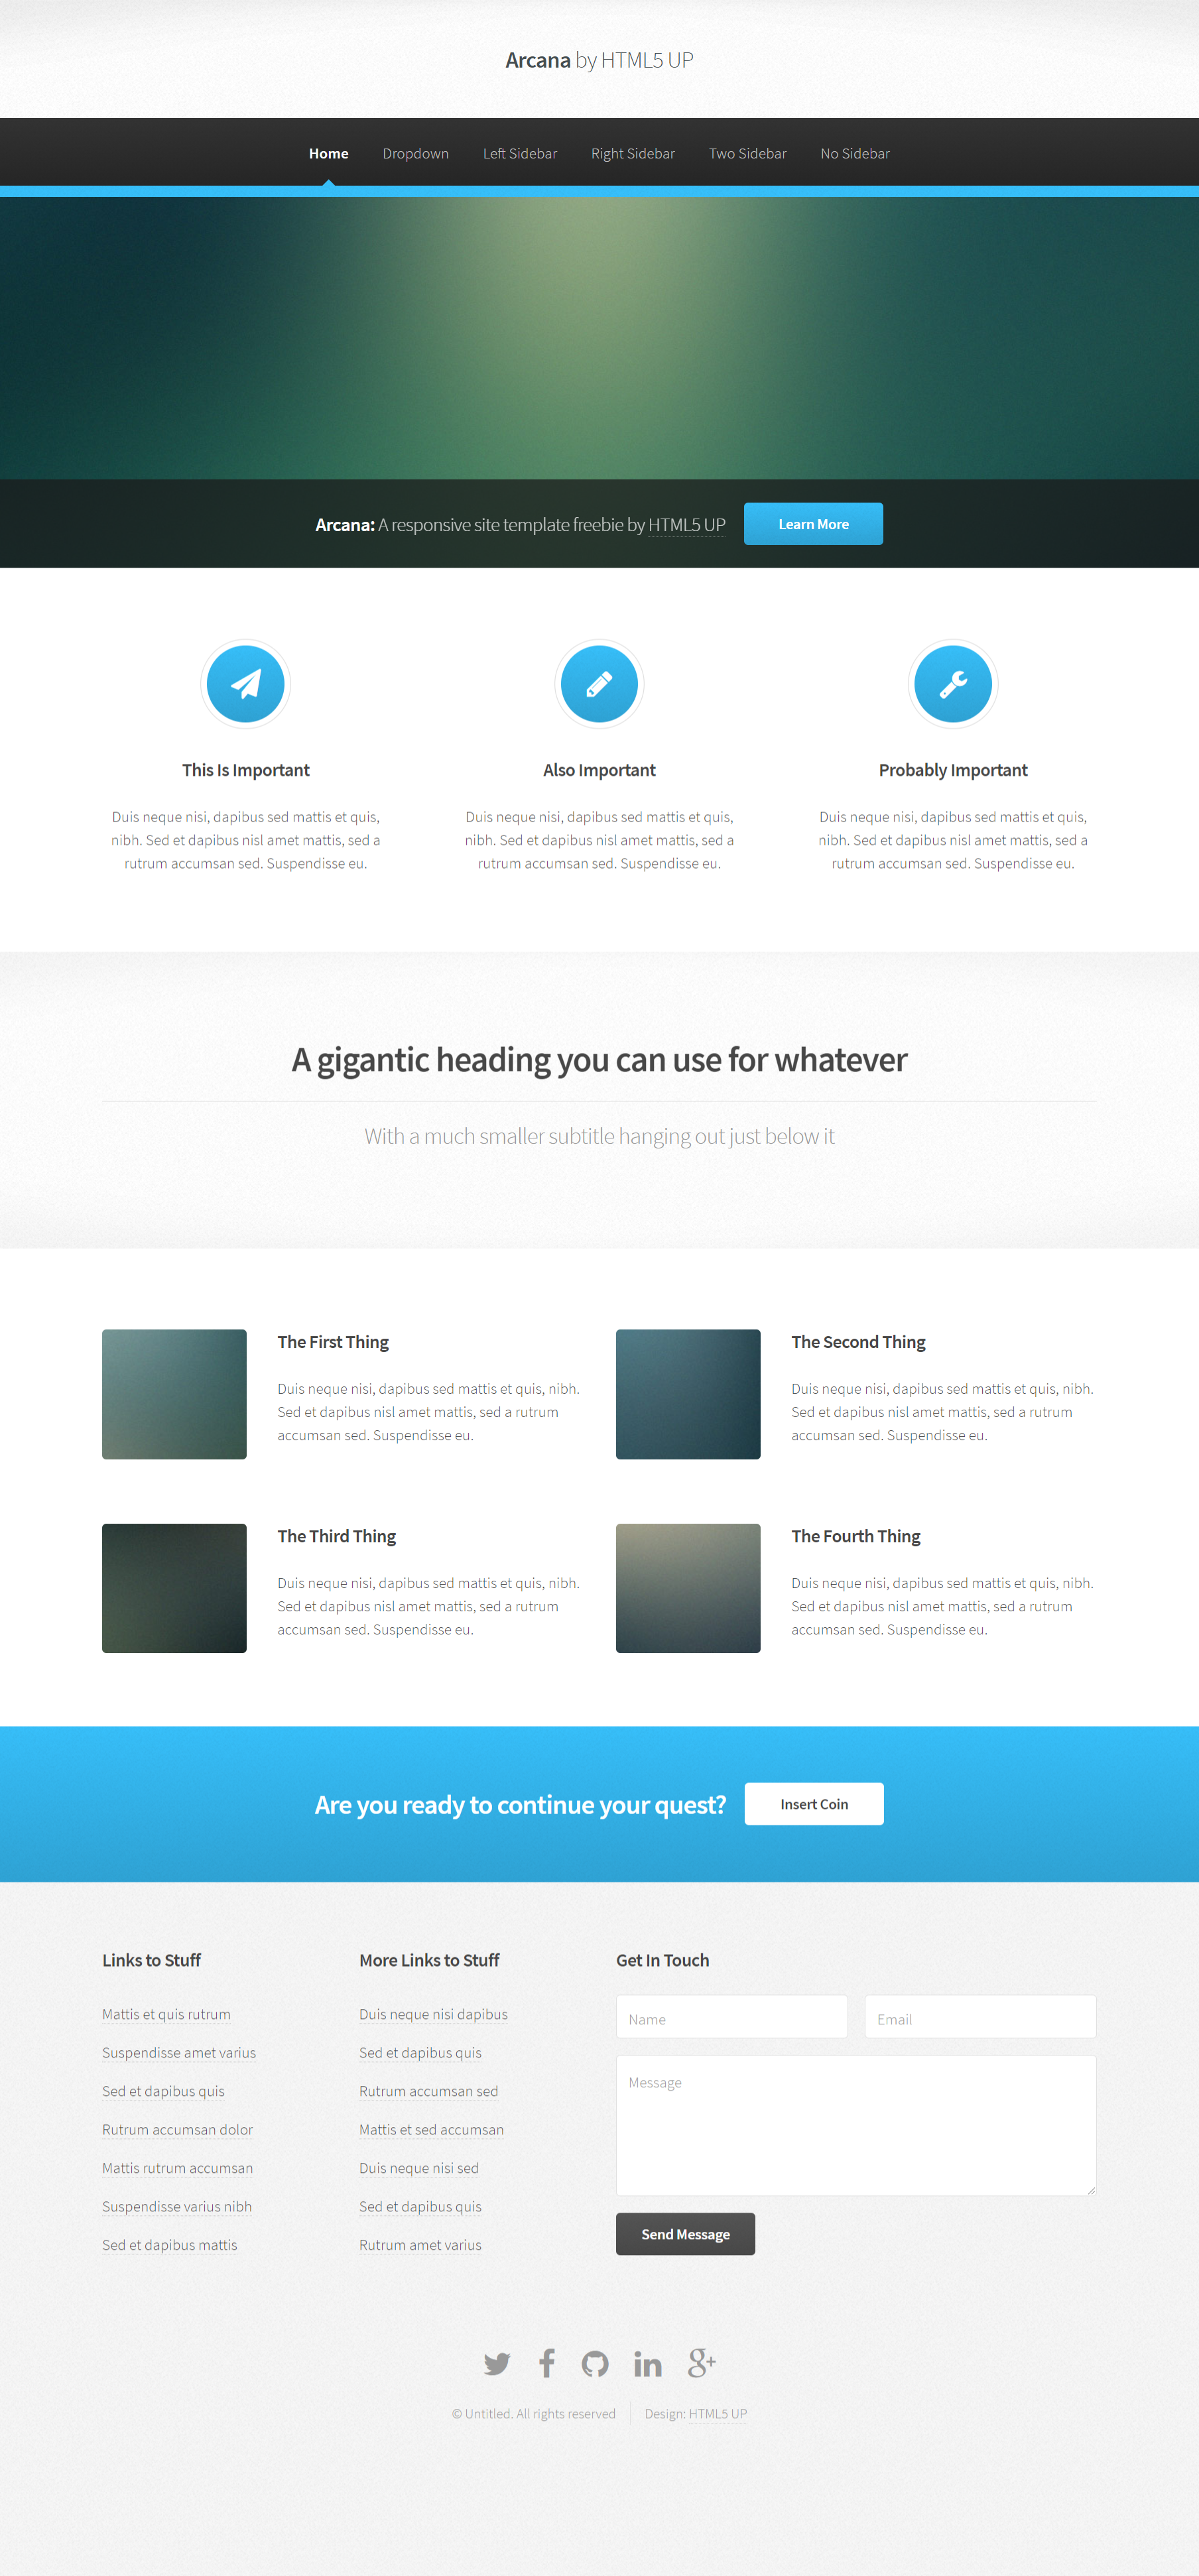 Arcana by HTML5 UP
Home Dropdown Left Sidebar Right Sidebar Two Sidebar No Sidebar
Arcana: A responsive site template freebie by HTML5 UP Learn More
This Is Important
Duis neque nisi, dapibus sed mattis et quis,
nibh. Sed et dapibus nisl amet mattis, sed a
rutrum accumsan sed. Suspendisse eu.
Also Important
Duis neque nisi, dapibus sed mattis et quis,
nibh. Sed et dapibus nisl amet mattis, sed a
rutrum accumsan sed. Suspendisse eu.
Probably Important
Duis neque nisi, dapibus sed mattis et quis,
nibh. Sed et dapibus nisl amet mattis, sed a
rutrum accumsan sed. Suspendisse eu.
A gigantic heading you can use for whatever
With a much smaller subtitle hanging out just below it
The First Thing
Duis neque nisi, dapibus sed mattis et quis, nibh.
Sed et dapibus nisl amet mattis, sed a rutrum
accumsan sed. Suspendisse eu.
The Second Thing
Duis neque nisi, dapibus sed mattis et quis, nibh.
Sed et dapibus nisl amet mattis, sed a rutrum
accumsan sed. Suspendisse eu.
The Third Thing
Duis neque nisi, dapibus sed mattis et quis, nibh.
Sed et dapibus nisl amet mattis, sed a rutrum
accumsan sed. Suspendisse eu.
The Fourth Thing
Duis neque nisi, dapibus sed mattis et quis, nibh.
Sed et dapibus nisl amet mattis, sed a rutrum
accumsan sed. Suspendisse eu.
Are you ready to continue your quest? Insert Coin
Links to Stuff
Mattis et quis rutrum
Suspendisse amet varius
Sed et dapibus quis
Rutrum accumsan dolor
Mattis rutrum accumsan
Suspendisse varius nibh
Sed et dapibus mattis
More Links to Stuff
Duis neque nisi dapibus
Sed et dapibus quis
Rutrum accumsan sed
Mattis et sed accumsan
Duis neque nisi sed
Sed et dapibus quis
Rutrum amet varius
Get In Touch
Name Email
Message
Send Message
© Untitled. All rights reserved Design: HTML5 UP